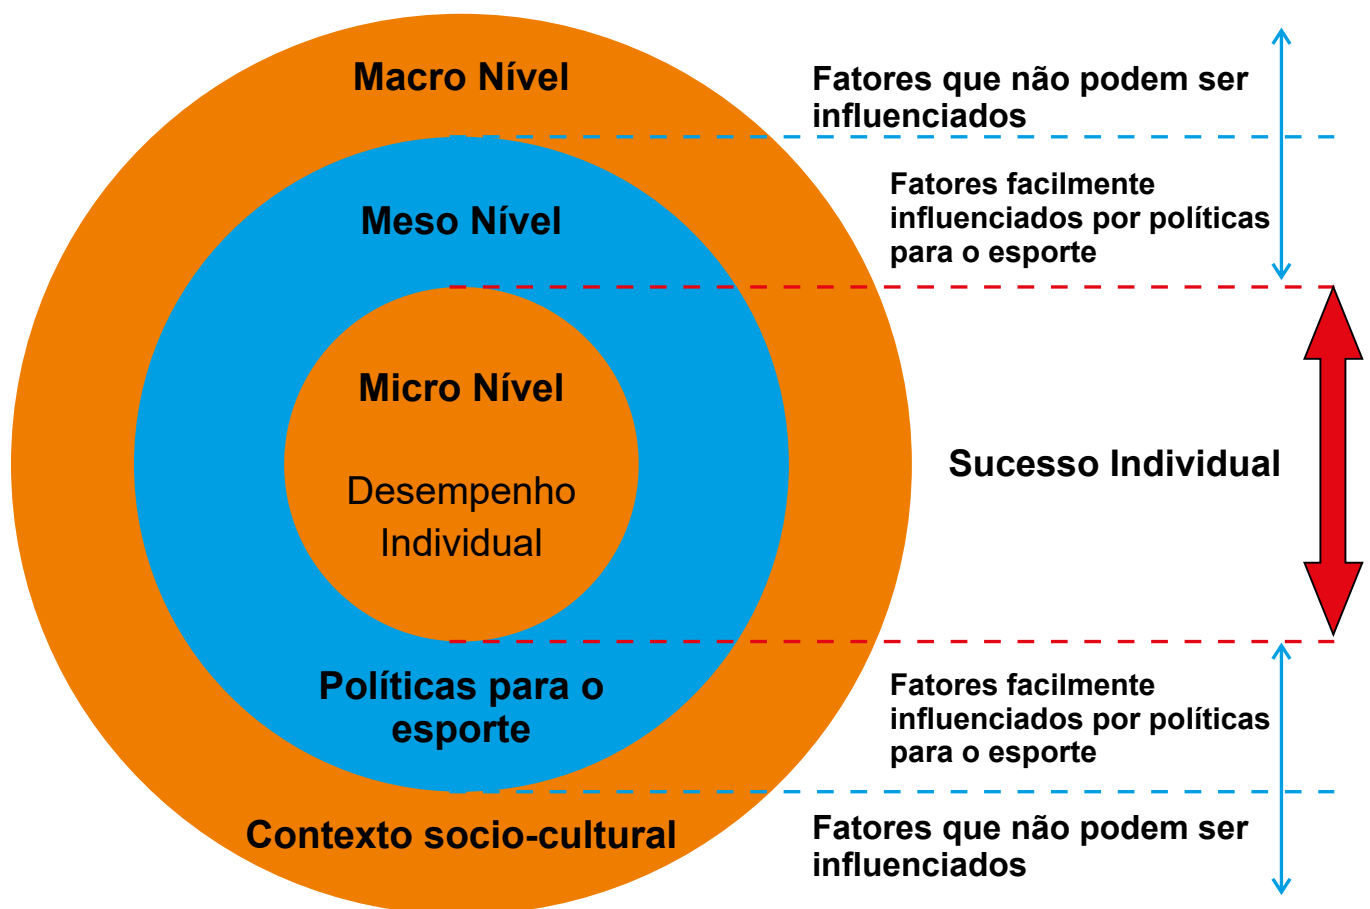 Macro Nível
Fatores que não podem ser
influenciados
Meso Nível
Fatores facilmente
influenciados por políticas
para o esporte
Micro Nível
Desempenho
Individual
Sucesso Individual
Políticas para o
esporte
Fatores facilmente
influenciados por políticas
para o esporte
Contexto socio-cultural
Fatores que não podem ser
influenciados